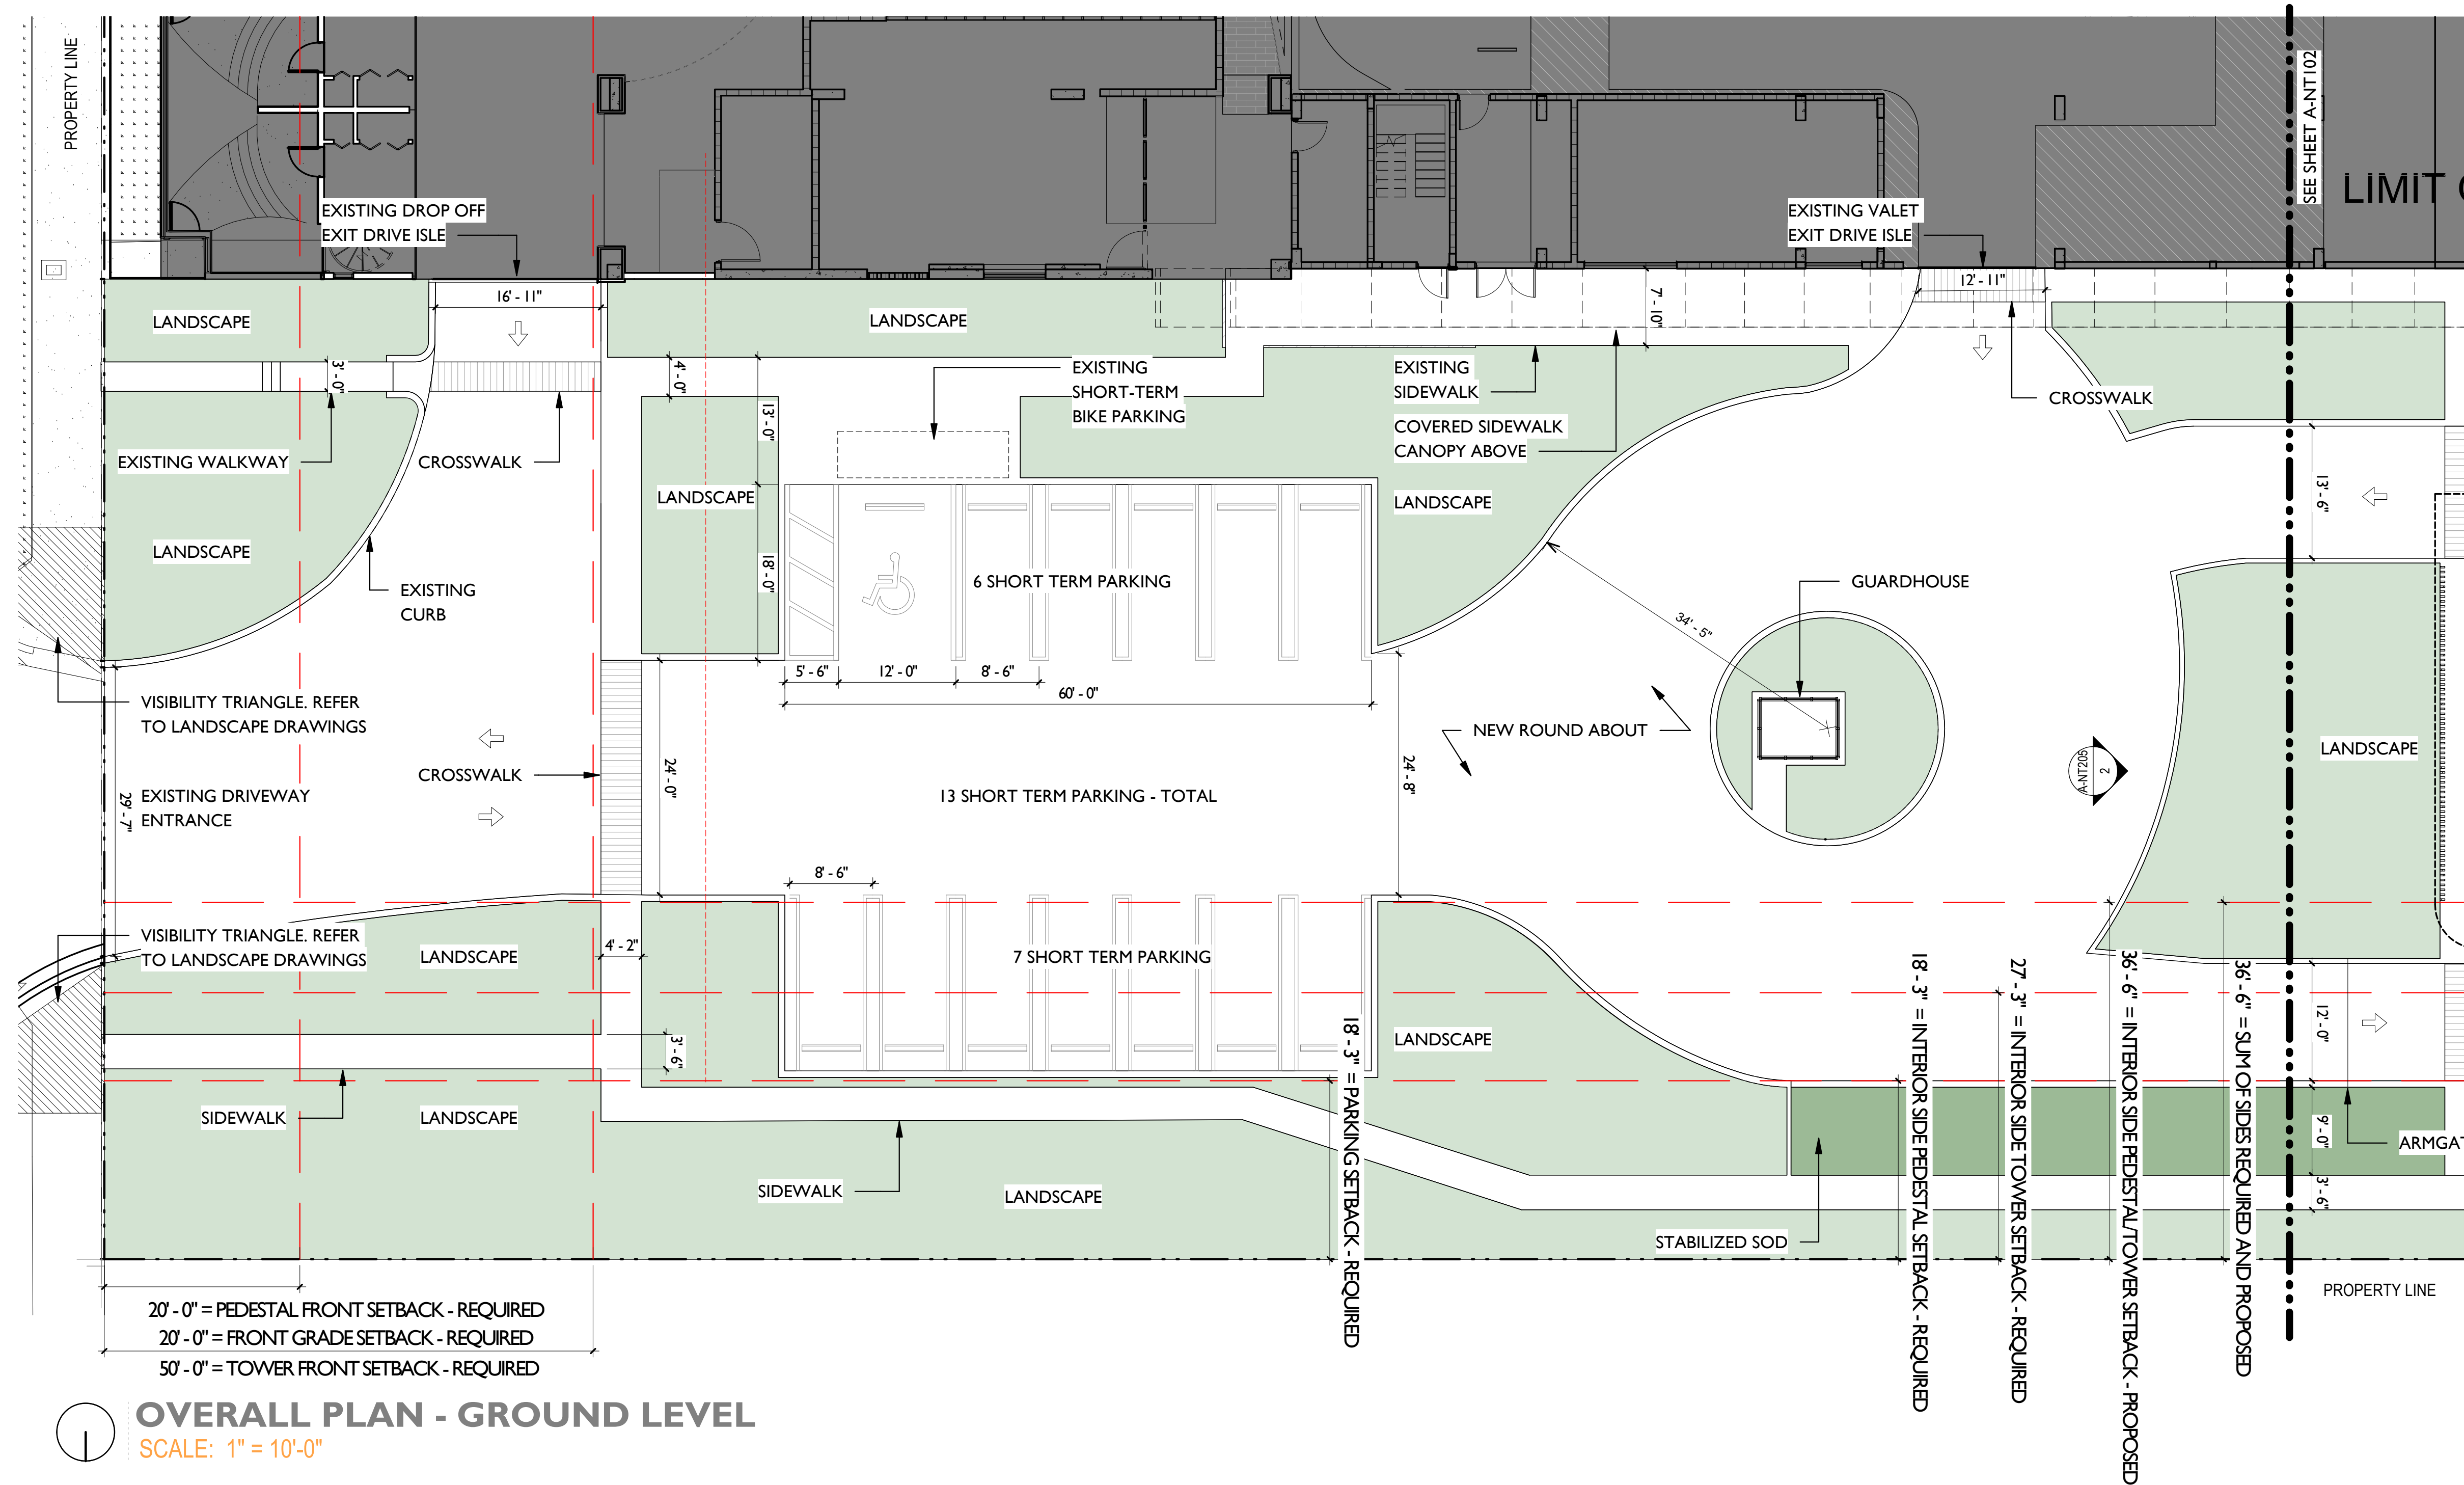 PROPERTY LINE
SEE SHEET A-NT102
LIMIT
EXISTING DROP OFF
EXIT DRIVE ISLE
EXISTING VALET
EXIT DRIVE ISLE
16' - 11"
12' - 11"
7' - 10"
LANDSCAPE
LANDSCAPE
3' - 0"
4' - 0"
13' - 0"
EXISTING
SHORT-TERM
BIKE PARKING
EXISTING
SIDEWALK
COVERED SIDEWALK
CANOPY ABOVE
CROSSWALK
EXISTING WALKWAY
CROSSWALK
LANDSCAPE
LANDSCAPE
13' - 6"
LANDSCAPE
EXISTING
CURB
18' - 0"
6 SHORT TERM PARKING
GUARDHOUSE
34' - 5"
5' - 6"
12' - 0"
8' - 6"
60' - 0"
VISIBILITY TRIANGLE. REFER
TO LANDSCAPE DRAWINGS
NEW ROUND ABOUT
LANDSCAPE
CROSSWALK
24' - 0"
24' - 8"
A-NT205
2
29' - 7"
EXISTING DRIVEWAY
ENTRANCE
13 SHORT TERM PARKING - TOTAL
8' - 6"
VISIBILITY TRIANGLE. REFER
TO LANDSCAPE DRAWINGS
LANDSCAPE
4' - 2"
7 SHORT TERM PARKING
3' - 6"
LANDSCAPE
12' - 0"
SIDEWALK
LANDSCAPE
9' - 0"
ARMGAT
SIDEWALK
LANDSCAPE
3' - 6"
STABILIZED SOD
18' - 3" = PARKING SETBACK - REQUIRED
18' - 3" = INTERIOR SIDE PEDESTAL SETBACK - REQUIRED
27' - 3" = INTERIOR SIDE TOWER SETBACK - REQUIRED
36' - 6" = INTERIOR SIDE PEDESTAL/TOWER SETBACK - PROPOSED
36' - 6" = SUM OF SIDES REQUIRED AND PROPOSED
PROPERTY LINE
20' - 0" = PEDESTAL FRONT SETBACK - REQUIRED
20' - 0" = FRONT GRADE SETBACK - REQUIRED
50' - 0" = TOWER FRONT SETBACK - REQUIRED
OVERALL PLAN - GROUND LEVEL
SCALE: 1" = 10'-0"